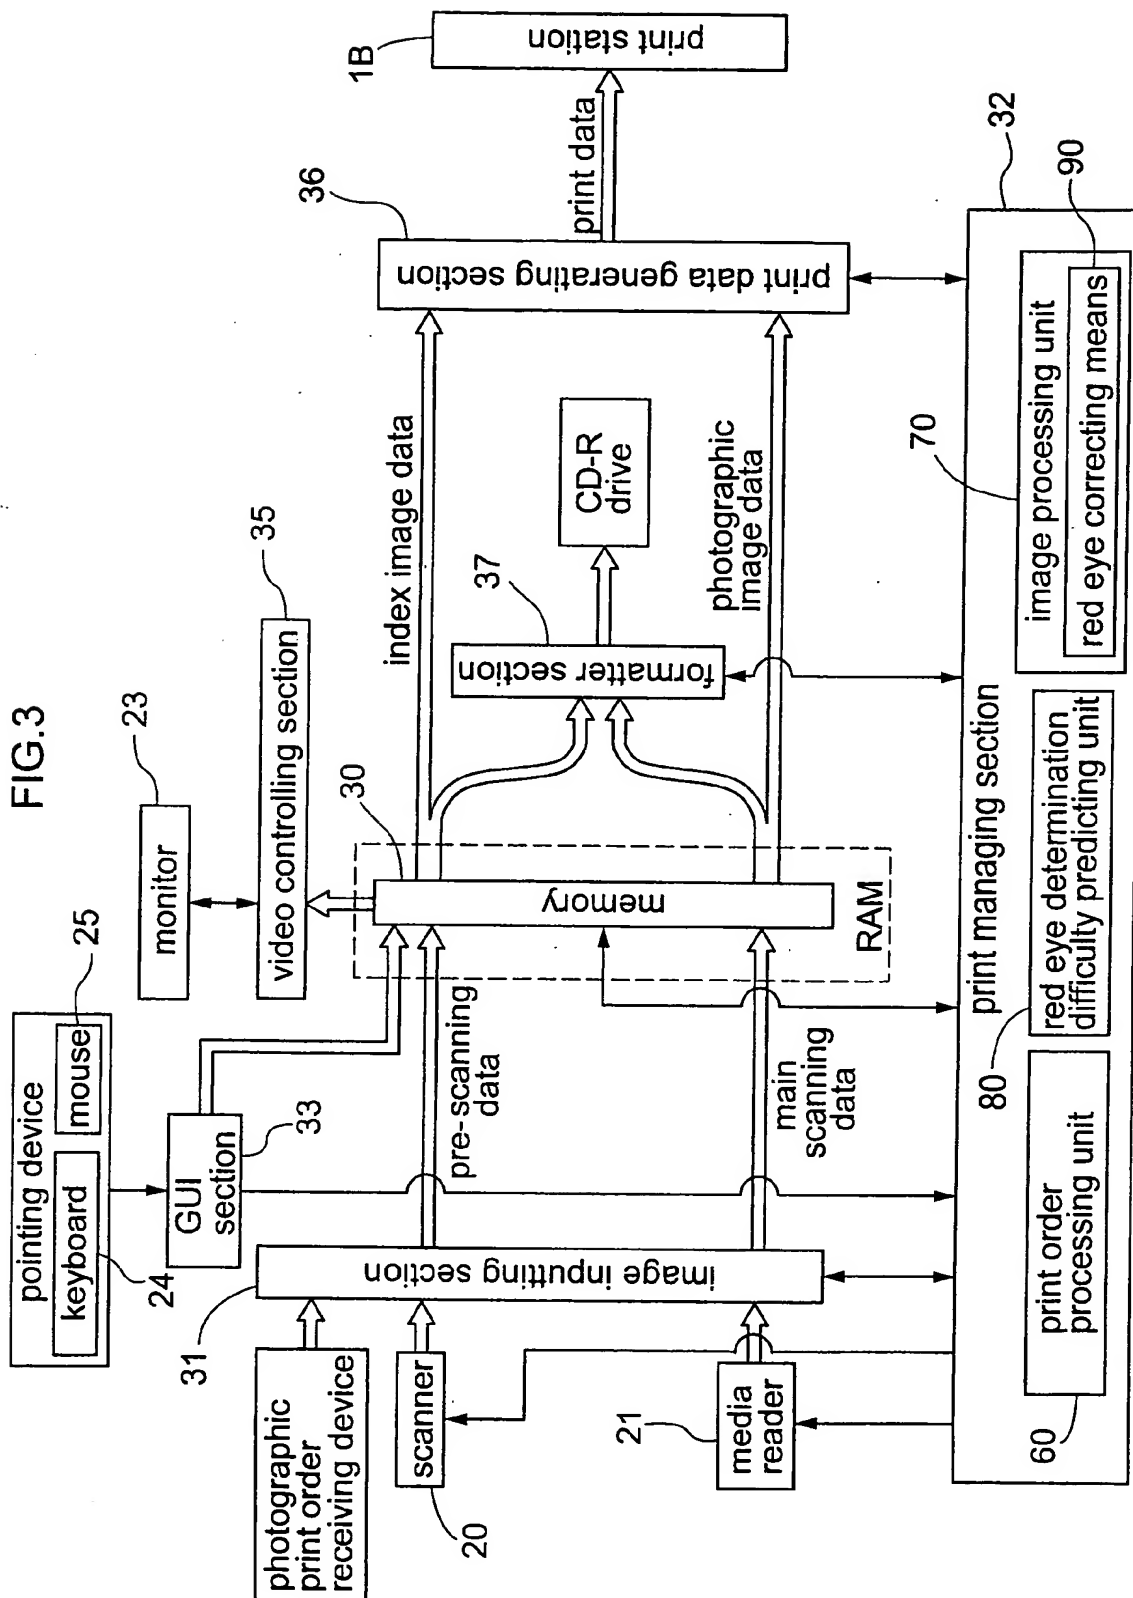 FIG.3
pointing device
keyboard
mouse
24
25
GUI
section
33
monitor
23
video controlling section
35
photographic
print order
receiving device
31
image inputting section
scanner
20
media
reader
21
pre-scanning
data
main
scanning
data
30
memory
RAM
index image data
photographic
image data
37
formatter section
CD-R
drive
36
print data generating section
print data
1B
print station
32
print managing section
60
print order
processing unit
80
red eye determination
difficulty predicting unit
70
image processing unit
90
red eye correcting means